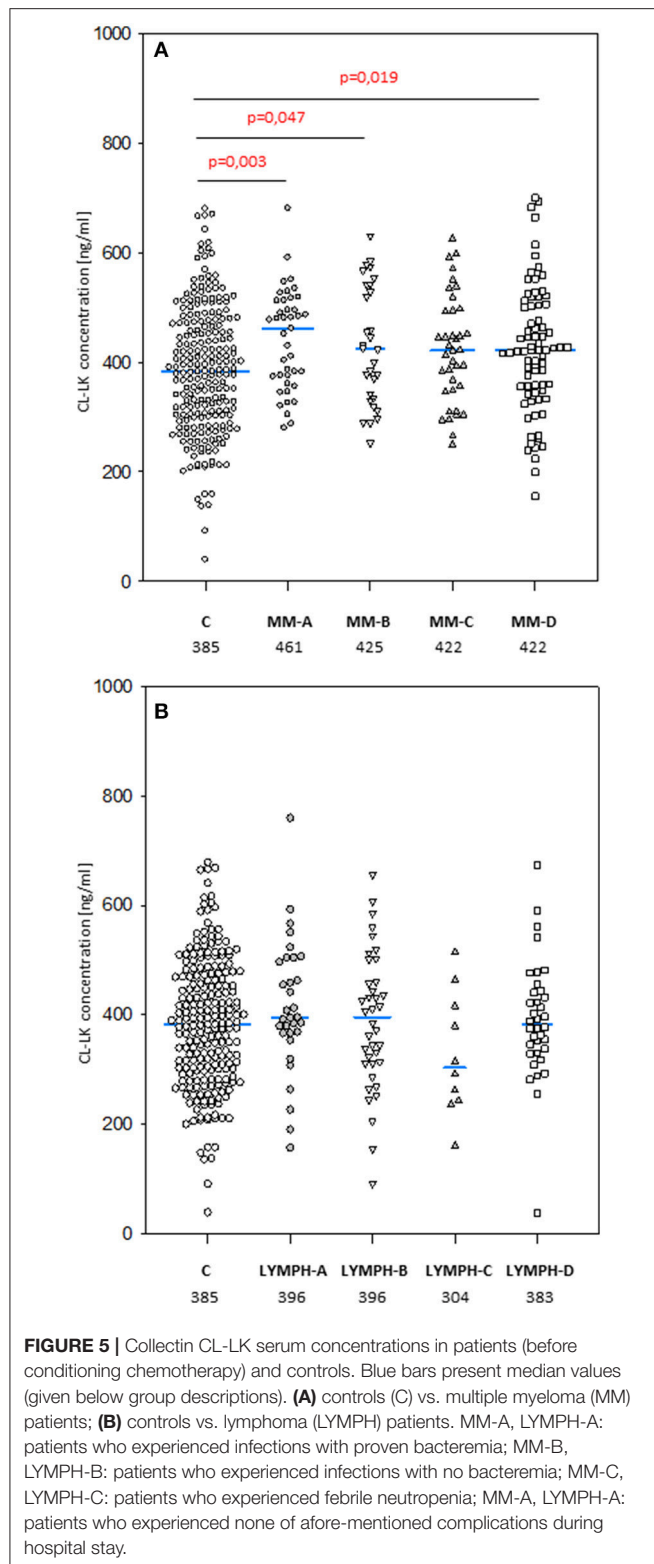 1000
A
p=0,019
800
p=0,047
p=0,003
CL-LK concentration [ng/ml]
600
400
200
0
C MM-A MM-B MM-C MM-D
385 461 425 422 422
1000
B
800
CL-LK concentration [ng/ml]
600
400
200
0
C LYMPH-A LYMPH-B LYMPH-C LYMPH-D
385 396 396 304 383
FIGURE 5 | Collectin CL-LK serum concentrations in patients (before
conditioning chemotherapy) and controls. Blue bars present median values
(given below group descriptions). (A) controls (C) vs. multiple myeloma (MM)
patients; (B) controls vs. lymphoma (LYMPH) patients. MM-A, LYMPH-A:
patients who experienced infections with proven bacteremia; MM-B,
LYMPH-B: patients who experienced infections with no bacteremia; MM-C,
LYMPH-C: patients who experienced febrile neutropenia; MM-A, LYMPH-A:
patients who experienced none of afore-mentioned complications during
hospital stay.